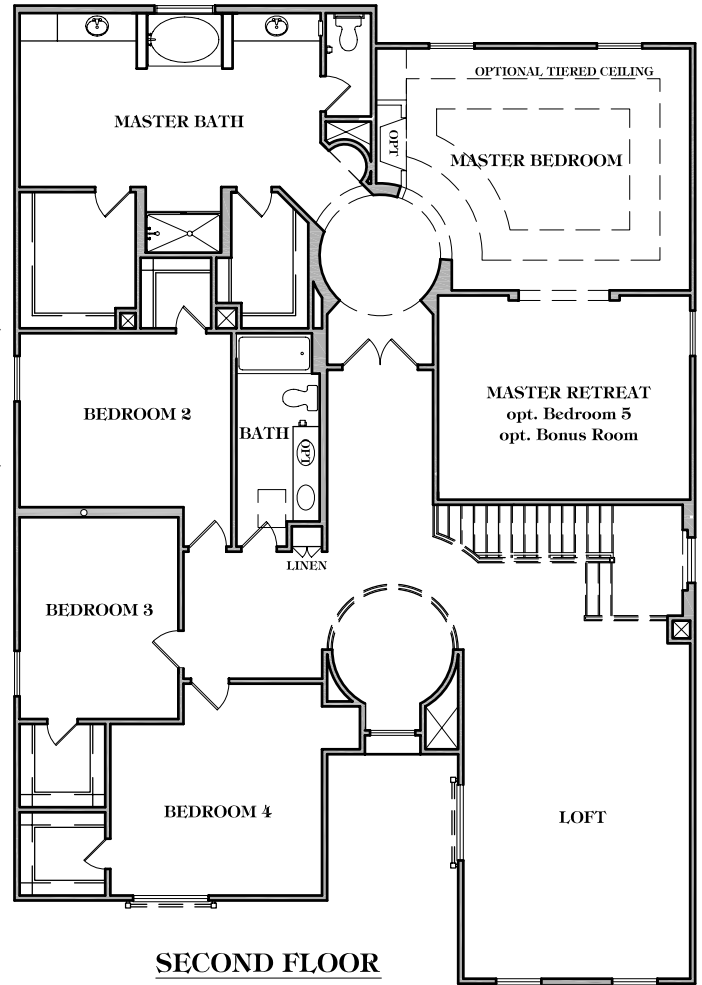 OPTIONAL TIERED CEILING
MASTER BATH
OPT
MASTER BEDROOM
MASTER RETREAT
opt. Bedroom 5
opt. Bonus Room
BEDROOM 2
BATH
OPT
LINEN
BEDROOM 3
BEDROOM 4
LOFT
SECOND FLOOR